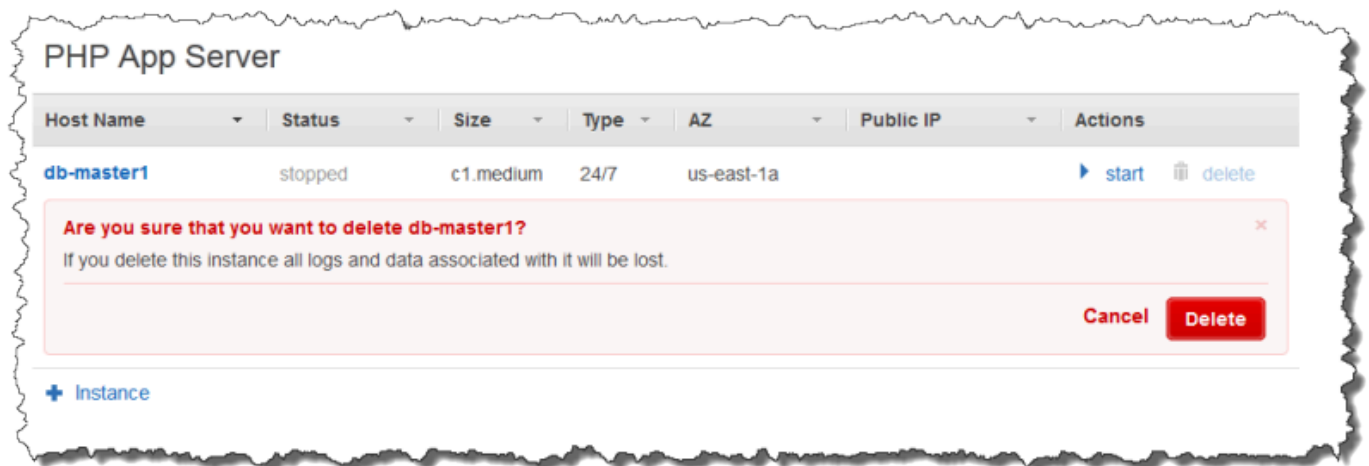 PHP App Server
Host Name Status Size Type AZ Public IP Actions
db-master1 stopped c1.medium 24/7 us-east-1a start delete
Are you sure that you want to delete db-master1?
If you delete this instance all logs and data associated with it will be lost.
Cancel Delete
Instance